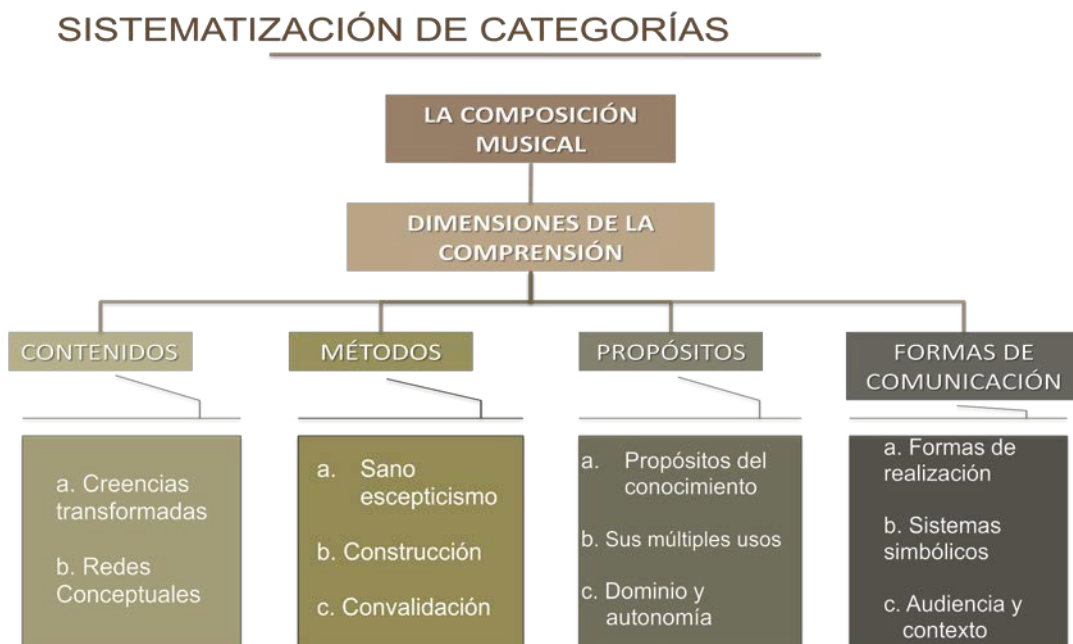 SISTEMATIZACIÓN DE CATEGORÍAS
LA COMPOSICIÓN
MUSICAL
DIMENSIONES DE LA
COMPRENSIÓN
CONTENIDOS
a. Creencias
transformadas
b. Redes
Conceptuales
MÉTODOS
a. Sano
escepticismo
b. Construcción
c. Convalidación
PROPÓSITOS
a. Propósitos del
conocimiento
b. Sus múltiples usos
c. Dominio y
autonomía
FORMAS DE
COMUNICACIÓN
a. Formas de
realización
b. Sistemas
simbólicos
c. Audiencia y
contexto